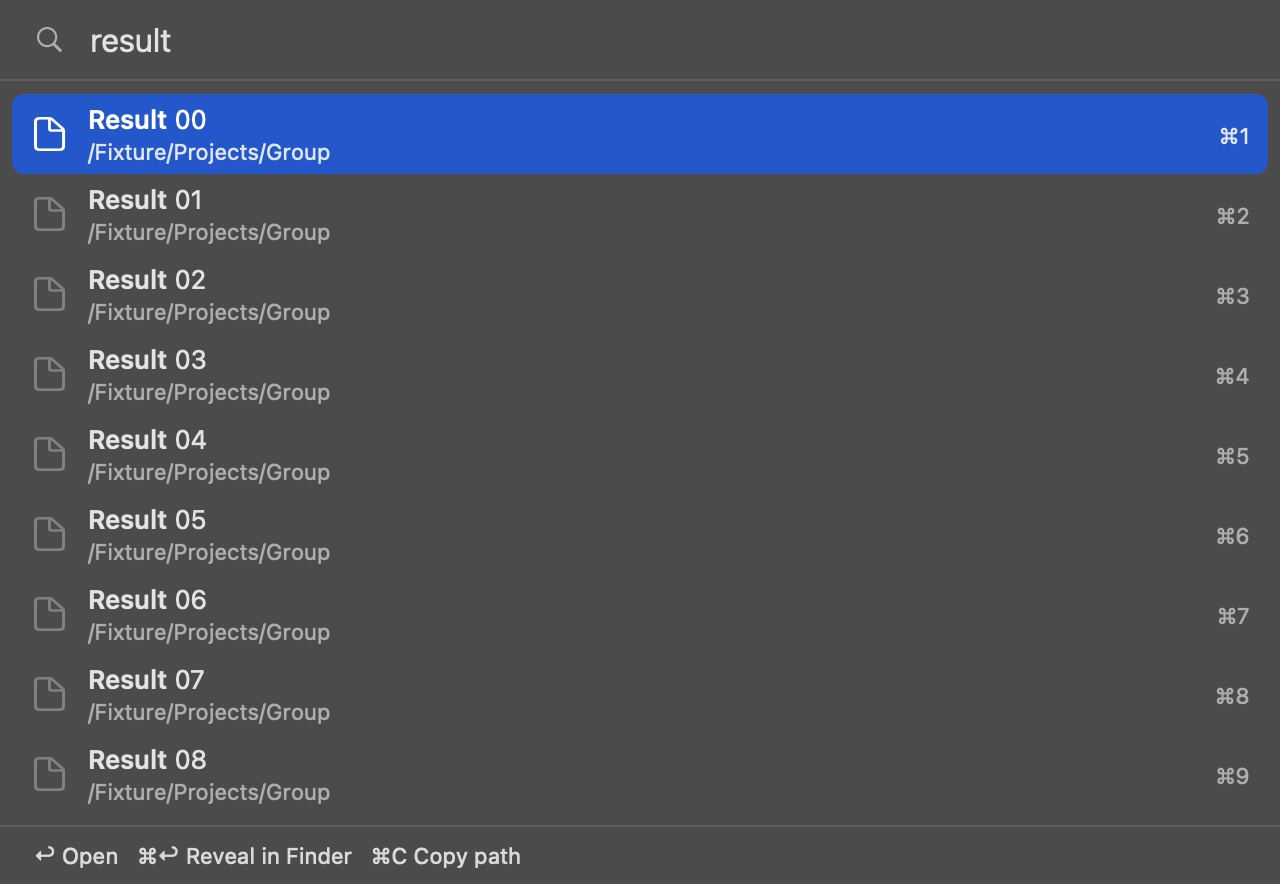 result
Result 00
/Fixture/Projects/Group
⌘1
Result 01
/Fixture/Projects/Group
⌘2
Result 02
/Fixture/Projects/Group
⌘3
Result 03
/Fixture/Projects/Group
⌘4
Result 04
/Fixture/Projects/Group
⌘5
Result 05
/Fixture/Projects/Group
⌘6
Result 06
/Fixture/Projects/Group
⌘7
Result 07
/Fixture/Projects/Group
⌘8
Result 08
/Fixture/Projects/Group
⌘9
↩ Open ⌘↩ Reveal in Finder ⌘C Copy path